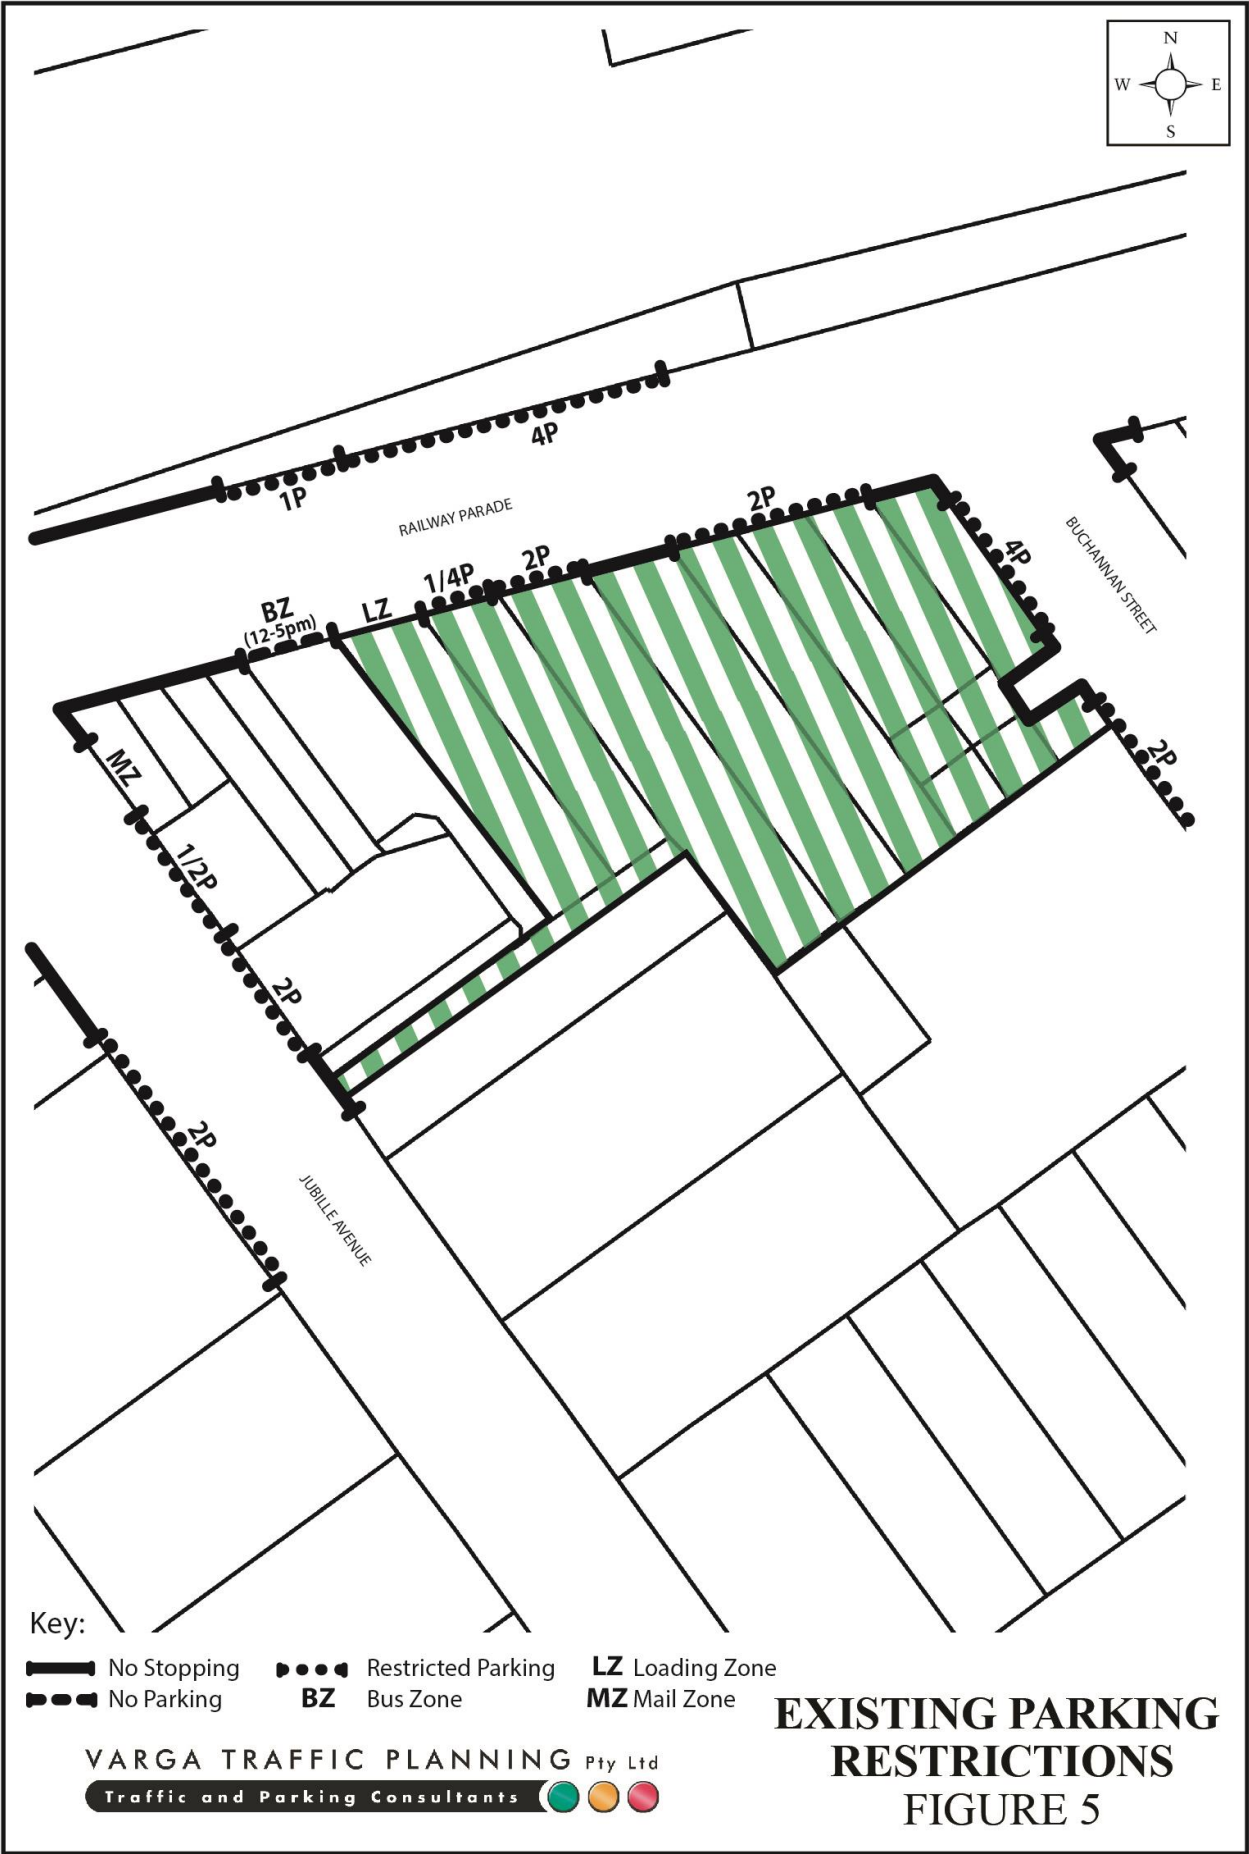 N
W E
S
4P
1P
RAILWAY PARADE
2P
BUCHANNAN STREET
4P
2P
1/4P
LZ
BZ
(12-5pm)
MZ
2P
1/2P
2P
2P
JUBILLE AVENUE
Key:
No Stopping Restricted Parking LZ Loading Zone
No Parking BZ Bus Zone MZ Mail Zone
EXISTING PARKING
RESTRICTIONS
FIGURE 5
VARGA TRAFFIC PLANNING Pty Ltd
Traffic and Parking Consultants